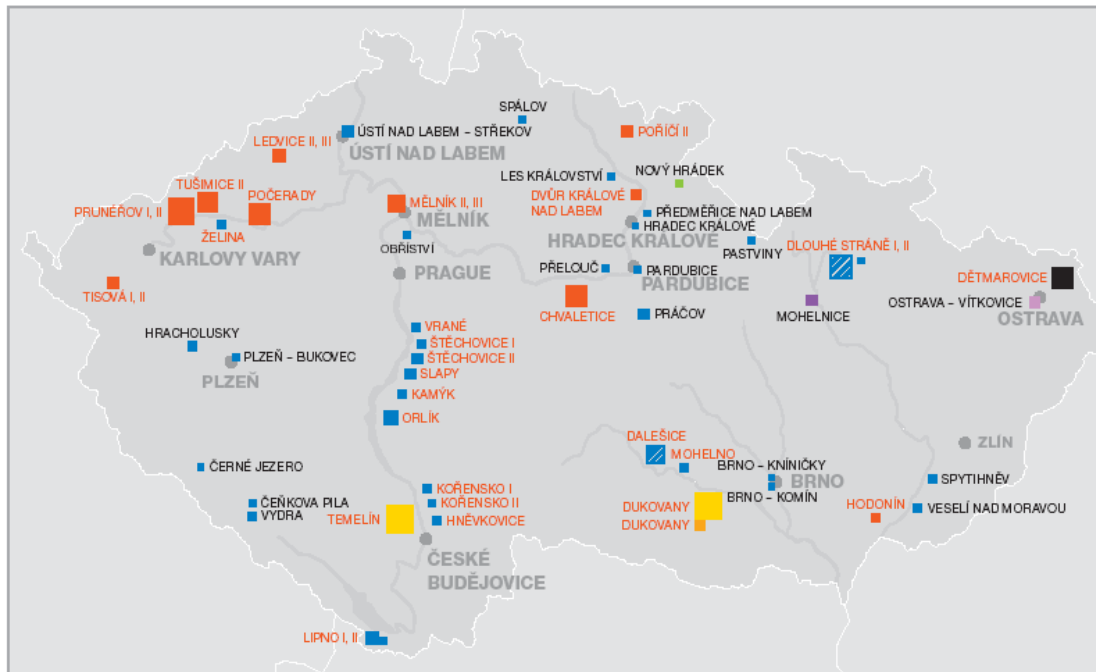 SPÁLOV
ÚSTÍ NAD LABEM – STŘEKOV
POŘÍČÍ II
LEDVICE II, III
ÚSTÍ NAD LABEM
NOVÝ HRÁDEK
LES KRÁLOVSTVÍ
TUŠIMICE II
POČERADY
MĚLNÍK II, III
DVŮR KRÁLOVÉ
NAD LABEM
PRUNÉŘOV I, II
MĚLNÍK
PŘEDMĚŘICE NAD LABEM
HRADEC KRÁLOVÉ
ŽELINA
OBŘÍSTVÍ
HRADEC KRÁLOVÉ
PASTVINY
DLOUHÉ STRÁNĚ I, II
KARLOVY VARY
PRAGUE
PŘELOUČ
PARDUBICE
PARDUBICE
DĚTMAROVICE
TISOVÁ I, II
OSTRAVA – VÍTKOVICE
CHVALETICE
PRÁČOV
MOHELNICE
OSTRAVA
VRANÉ
HRACHOLUSKY
ŠTĚCHOVICE I
PLZEŇ – BUKOVEC
ŠTĚCHOVICE II
PLZEŇ
SLAPY
KAMÝK
ORLÍK
DALEŠICE
ZLÍN
MOHELNO
ČERNÉ JEZERO
BRNO – KNÍNIČKY
BRNO
SPYTIHNĚV
KOŘENSKO I
BRNO – KOMÍN
ČEŇKOVA PILA
KOŘENSKO II
DUKOVANY
HODONÍN
VESELÍ NAD MORAVOU
VYDRA
TEMELÍN
HNĚVKOVICE
DUKOVANY
ČESKÉ
BUDĚJOVICE
LIPNO I, II